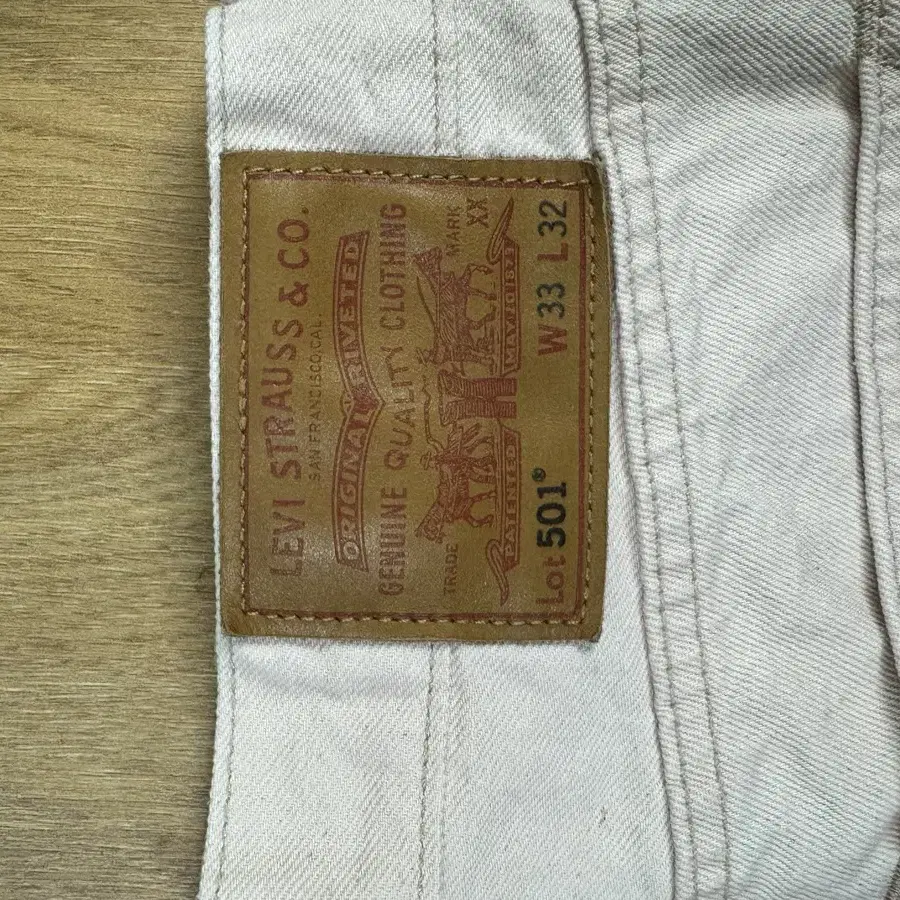 LEVI STRAUSS & CO.
SAN FRANCISCO, CAL.
ORIGINAL RIVETED
GENUINE QUALITY CLOTHING
TRADE MARK
XX
PATENTED MAY 20 1873
Lot 501® W 33 L 32